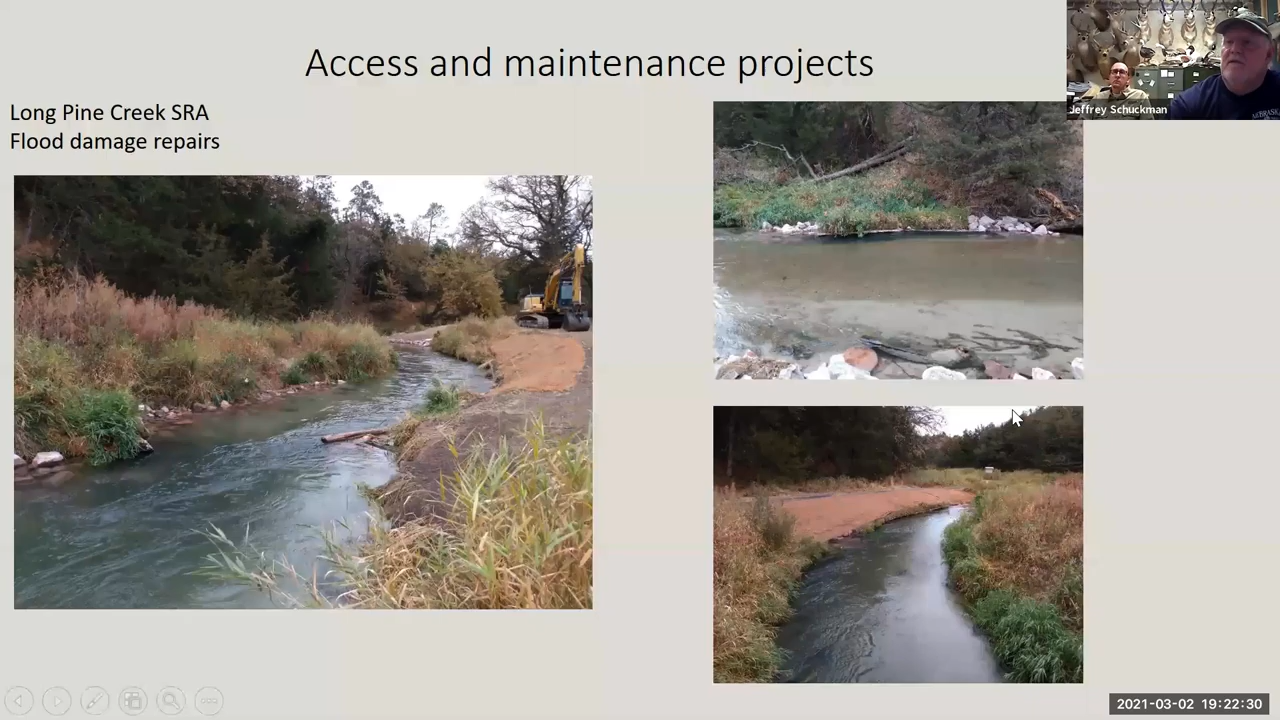 Access and maintenance projects
Long Pine Creek SRA
Flood damage repairs
Jeffrey Schuckman
2021-03-02 19:22:30